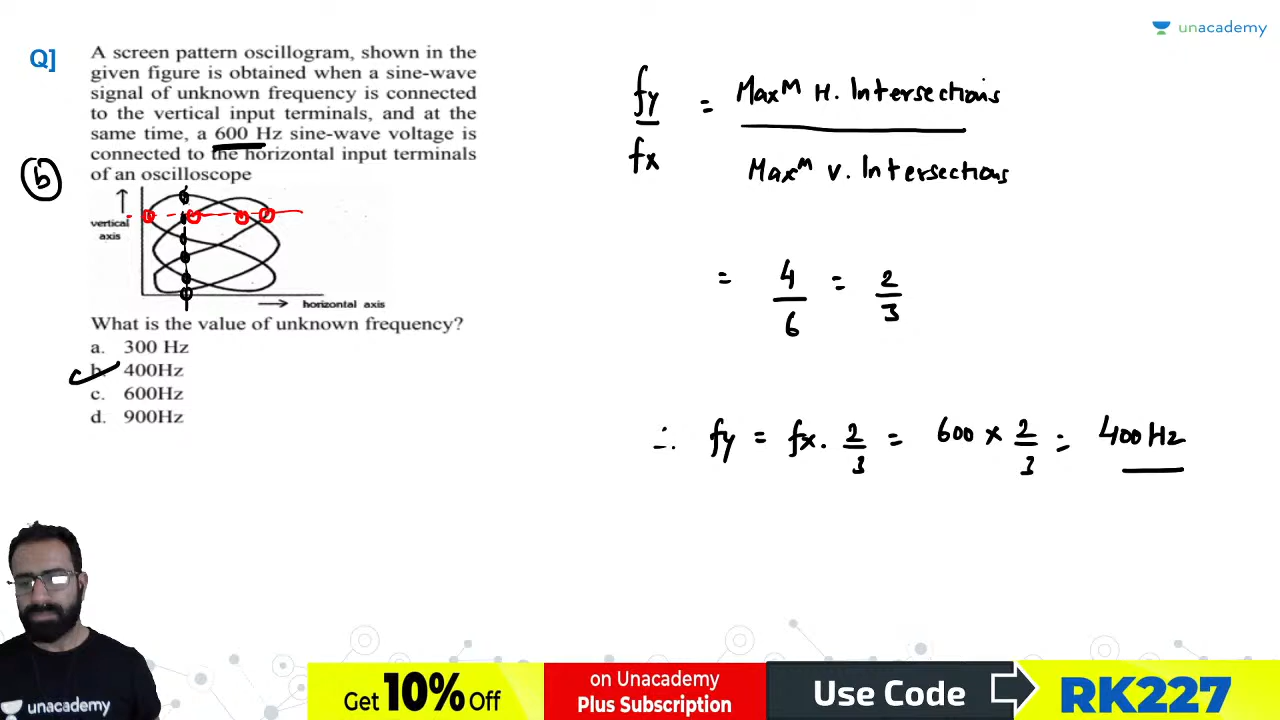 unacademy
Q] A screen pattern oscillogram, shown in the
given figure is obtained when a sine-wave
signal of unknown frequency is connected
to the vertical input terminals, and at the
same time, a 600 Hz sine-wave voltage is
connected to the horizontal input terminals
of an oscilloscope
b
vertical
axis
horizontal axis
What is the value of unknown frequency?
a. 300 Hz
b. 400Hz
c. 600Hz
d. 900Hz
fy/fx = Maxᴹ H. Intersections / Maxᴹ V. Intersections
= 4/6 = 2/3
∴ fy = fx . 2/3 = 600 × 2/3 = 400 Hz
unacademy
Get 10% Off
on Unacademy
Plus Subscription
Use Code
RK227